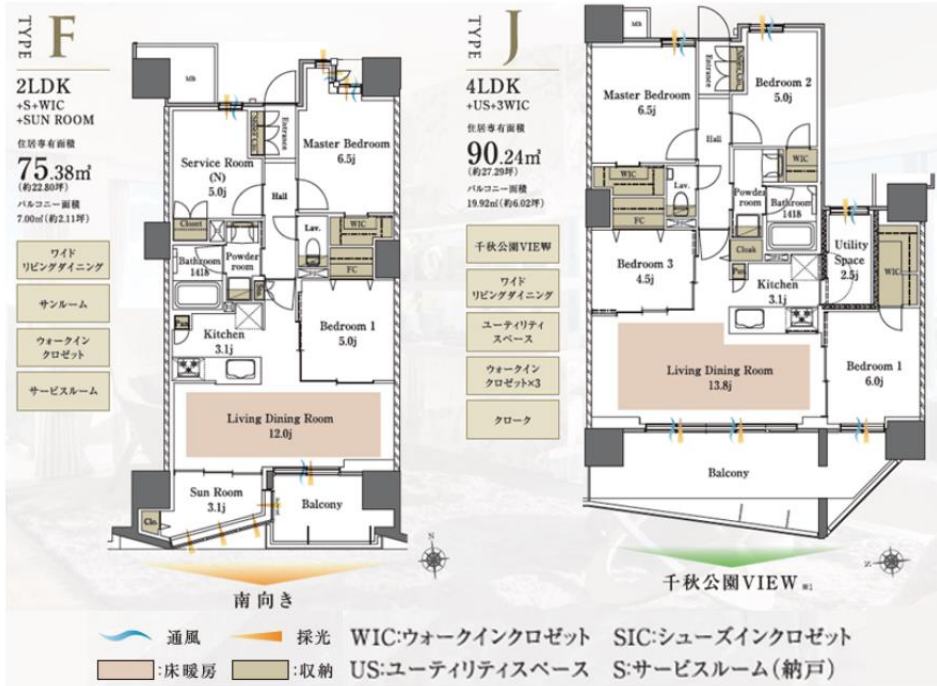 TYPE F
2LDK
+S+WIC
+SUN ROOM
住居専有面積
75.38㎡
(約22.80坪)
バルコニー面積
7.00㎡(約2.11坪)
ワイド
リビングダイニング
サンルーム
ウォークイン
クロゼット
サービスルーム
MB
Service Room
(N)
5.0j
Shoes Clo.
Entrance
Master Bedroom
6.5j
Hall
Closet
Lav.
WIC
FC
Bathroom
1418
Powder
room
Pan
Kitchen
3.1j
Bedroom 1
5.0j
Living Dining Room
12.0j
Sun Room
3.1j
Clo.
Balcony
N
南向き
TYPE J
4LDK
+US+3WIC
住居専有面積
90.24㎡
(約27.29坪)
バルコニー面積
19.92㎡(約6.02坪)
千秋公園VIEW
ワイド
リビングダイニング
ユーティリティ
スペース
ウォークイン
クロゼット×3
クローク
MB
Master Bedroom
6.5j
Entrance
Shoes Clo.
Bedroom 2
5.0j
Hall
WIC
FC
Lav.
Powder
room
WIC
Bathroom
1418
Cloak
Pan
Bedroom 3
4.5j
Kitchen
3.1j
Utility
Space
2.5j
WIC
Living Dining Room
13.8j
Bedroom 1
6.0j
Balcony
N
千秋公園VIEW ※1
通風 採光 WIC:ウォークインクロゼット SIC:シューズインクロゼット
:床暖房 :収納 US:ユーティリティスペース S:サービスルーム(納戸)